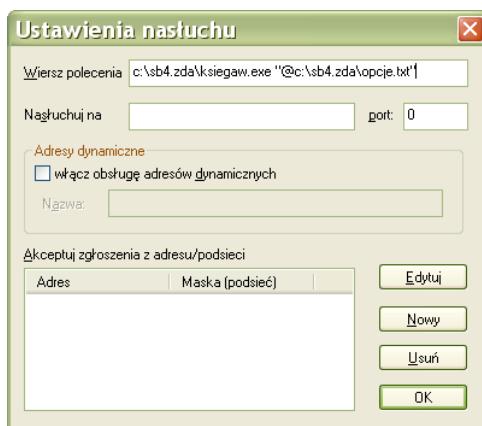 Ustawienia nasłuchu
Wiersz polecenia c:\sb4.zda\ksiegaw.exe "@c:\sb4.zda\opcje.txt"
Nasłuchuj na port: 0
Adresy dynamiczne
włącz obsługę adresów dynamicznych
Nazwa:
Akceptuj zgłoszenia z adresu/podsieci
Adres Maska (podsieć)
Edytuj
Nowy
Usuń
OK